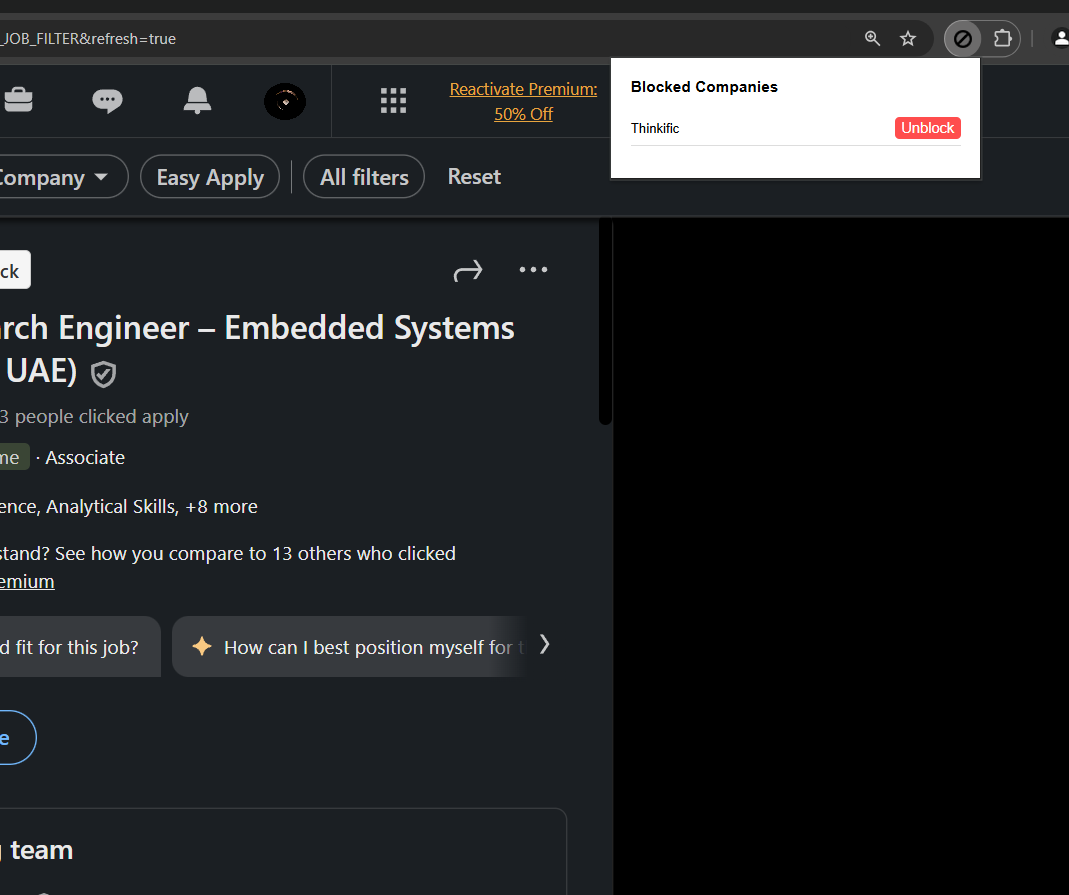 _JOB_FILTER&refresh=true
Reactivate Premium:
50% Off
Blocked Companies
Thinkific
Unblock
Company
Easy Apply
All filters
Reset
ck
rch Engineer – Embedded Systems
UAE)
3 people clicked apply
me · Associate
ence, Analytical Skills, +8 more
stand? See how you compare to 13 others who clicked
emium
d fit for this job?
How can I best position myself for t
e
team